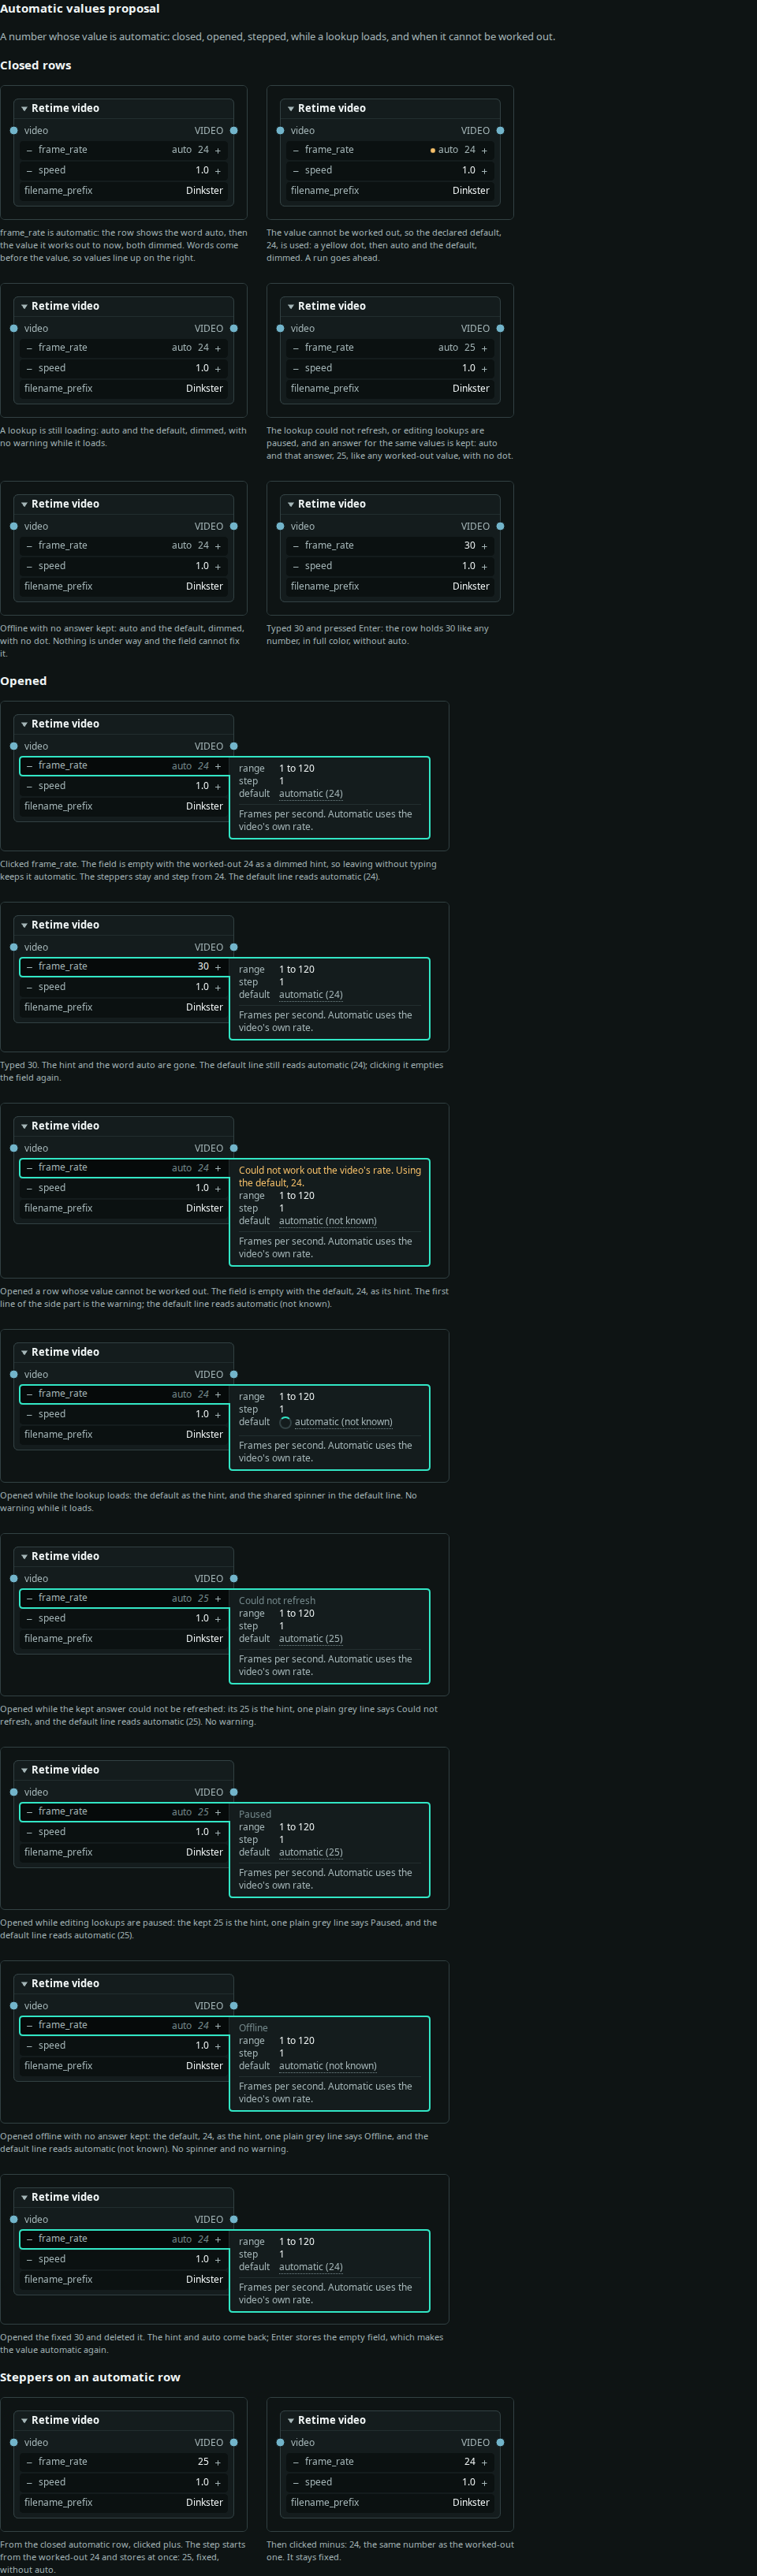 Automatic values proposal
A number whose value is automatic: closed, opened, stepped, while a lookup loads, and when it cannot be worked out.
Closed rows
Retime video
video VIDEO
– frame_rate auto 24 +
– speed 1.0 +
filename_prefix Dinkster
frame_rate is automatic: the row shows the word auto, then
the value it works out to now, both dimmed. Words come
before the value, so values line up on the right.
Retime video
video VIDEO
– frame_rate auto 24 +
– speed 1.0 +
filename_prefix Dinkster
The value cannot be worked out, so the declared default,
24, is used: a yellow dot, then auto and the default,
dimmed. A run goes ahead.
Retime video
video VIDEO
– frame_rate auto 24 +
– speed 1.0 +
filename_prefix Dinkster
A lookup is still loading: auto and the default, dimmed, with
no warning while it loads.
Retime video
video VIDEO
– frame_rate auto 25 +
– speed 1.0 +
filename_prefix Dinkster
The lookup could not refresh, or editing lookups are
paused, and an answer for the same values is kept: auto
and that answer, 25, like any worked-out value, with no dot.
Retime video
video VIDEO
– frame_rate auto 24 +
– speed 1.0 +
filename_prefix Dinkster
Offline with no answer kept: auto and the default, dimmed,
with no dot. Nothing is under way and the field cannot fix
it.
Retime video
video VIDEO
– frame_rate 30 +
– speed 1.0 +
filename_prefix Dinkster
Typed 30 and pressed Enter: the row holds 30 like any
number, in full color, without auto.
Opened
Retime video
video VIDEO
– frame_rate auto 24 +
– speed 1.0 +
filename_prefix Dinkster
range 1 to 120
step 1
default automatic (24)
Frames per second. Automatic uses the
video's own rate.
Clicked frame_rate. The field is empty with the worked-out 24 as a dimmed hint, so leaving without typing
keeps it automatic. The steppers stay and step from 24. The default line reads automatic (24).
Retime video
video VIDEO
– frame_rate 30 +
– speed 1.0 +
filename_prefix Dinkster
range 1 to 120
step 1
default automatic (24)
Frames per second. Automatic uses the
video's own rate.
Typed 30. The hint and the word auto are gone. The default line still reads automatic (24); clicking it empties
the field again.
Retime video
video VIDEO
– frame_rate auto 24 +
– speed 1.0 +
filename_prefix Dinkster
Could not work out the video's rate. Using
the default, 24.
range 1 to 120
step 1
default automatic (not known)
Frames per second. Automatic uses the
video's own rate.
Opened a row whose value cannot be worked out. The field is empty with the default, 24, as its hint. The first
line of the side part is the warning; the default line reads automatic (not known).
Retime video
video VIDEO
– frame_rate auto 24 +
– speed 1.0 +
filename_prefix Dinkster
range 1 to 120
step 1
default automatic (not known)
Frames per second. Automatic uses the
video's own rate.
Opened while the lookup loads: the default as the hint, and the shared spinner in the default line. No
warning while it loads.
Retime video
video VIDEO
– frame_rate auto 25 +
– speed 1.0 +
filename_prefix Dinkster
Could not refresh
range 1 to 120
step 1
default automatic (25)
Frames per second. Automatic uses the
video's own rate.
Opened while the kept answer could not be refreshed: its 25 is the hint, one plain grey line says Could not
refresh, and the default line reads automatic (25). No warning.
Retime video
video VIDEO
– frame_rate auto 25 +
– speed 1.0 +
filename_prefix Dinkster
Paused
range 1 to 120
step 1
default automatic (25)
Frames per second. Automatic uses the
video's own rate.
Opened while editing lookups are paused: the kept 25 is the hint, one plain grey line says Paused, and the
default line reads automatic (25).
Retime video
video VIDEO
– frame_rate auto 24 +
– speed 1.0 +
filename_prefix Dinkster
Offline
range 1 to 120
step 1
default automatic (not known)
Frames per second. Automatic uses the
video's own rate.
Opened offline with no answer kept: the default, 24, as the hint, one plain grey line says Offline, and the
default line reads automatic (not known). No spinner and no warning.
Retime video
video VIDEO
– frame_rate auto 24 +
– speed 1.0 +
filename_prefix Dinkster
range 1 to 120
step 1
default automatic (24)
Frames per second. Automatic uses the
video's own rate.
Opened the fixed 30 and deleted it. The hint and auto come back; Enter stores the empty field, which makes
the value automatic again.
Steppers on an automatic row
Retime video
video VIDEO
– frame_rate 25 +
– speed 1.0 +
filename_prefix Dinkster
From the closed automatic row, clicked plus. The step starts
from the worked-out 24 and stores at once: 25, fixed,
without auto.
Retime video
video VIDEO
– frame_rate 24 +
– speed 1.0 +
filename_prefix Dinkster
Then clicked minus: 24, the same number as the worked-out
one. It stays fixed.